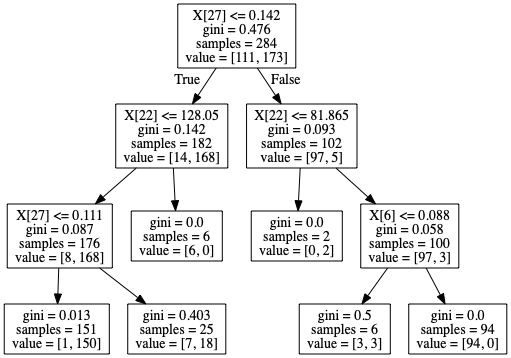 X[27] <= 0.142
gini = 0.476
samples = 284
value = [111, 173]
True
False
X[22] <= 128.05
gini = 0.142
samples = 182
value = [14, 168]
X[22] <= 81.865
gini = 0.093
samples = 102
value = [97, 5]
X[27] <= 0.111
gini = 0.087
samples = 176
value = [8, 168]
gini = 0.0
samples = 6
value = [6, 0]
gini = 0.0
samples = 2
value = [0, 2]
X[6] <= 0.088
gini = 0.058
samples = 100
value = [97, 3]
gini = 0.013
samples = 151
value = [1, 150]
gini = 0.403
samples = 25
value = [7, 18]
gini = 0.5
samples = 6
value = [3, 3]
gini = 0.0
samples = 94
value = [94, 0]